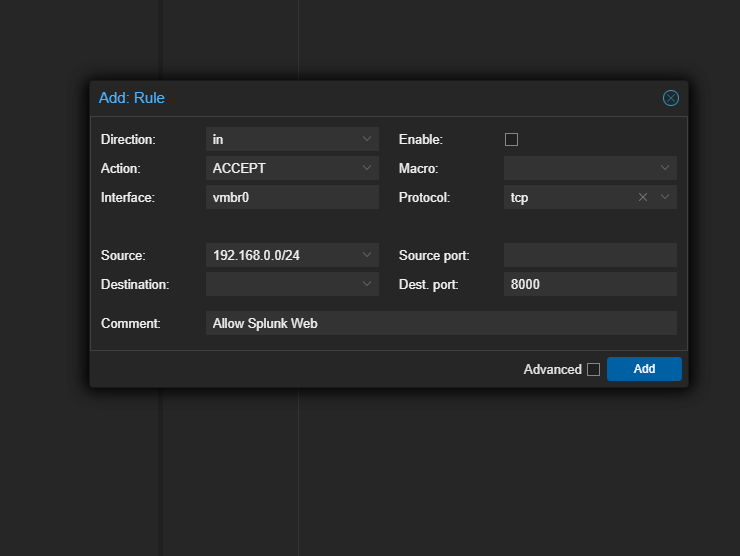 Add: Rule
Direction: in Enable:
Action: ACCEPT Macro:
Interface: vmbr0 Protocol: tcp
Source: 192.168.0.0/24 Source port:
Destination: Dest. port: 8000
Comment: Allow Splunk Web
Advanced Add